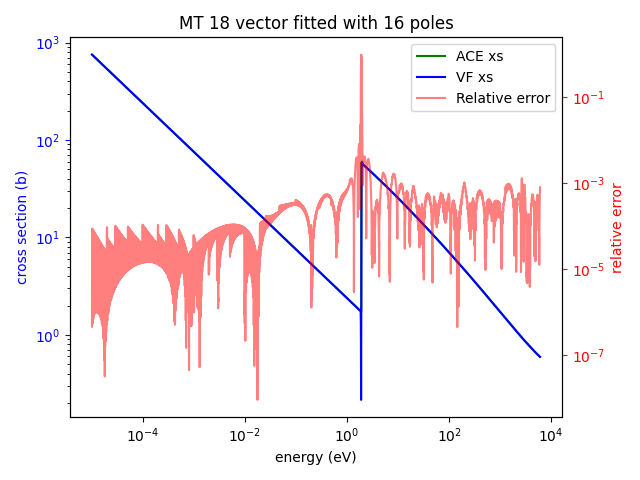 MT 18 vector fitted with 16 poles
ACE xs
VF xs
Relative error
cross section (b)
10³
10²
10¹
10⁰
relative error
10⁻¹
10⁻³
10⁻⁵
10⁻⁷
10⁻⁴
10⁻²
10⁰
10²
10⁴
energy (eV)